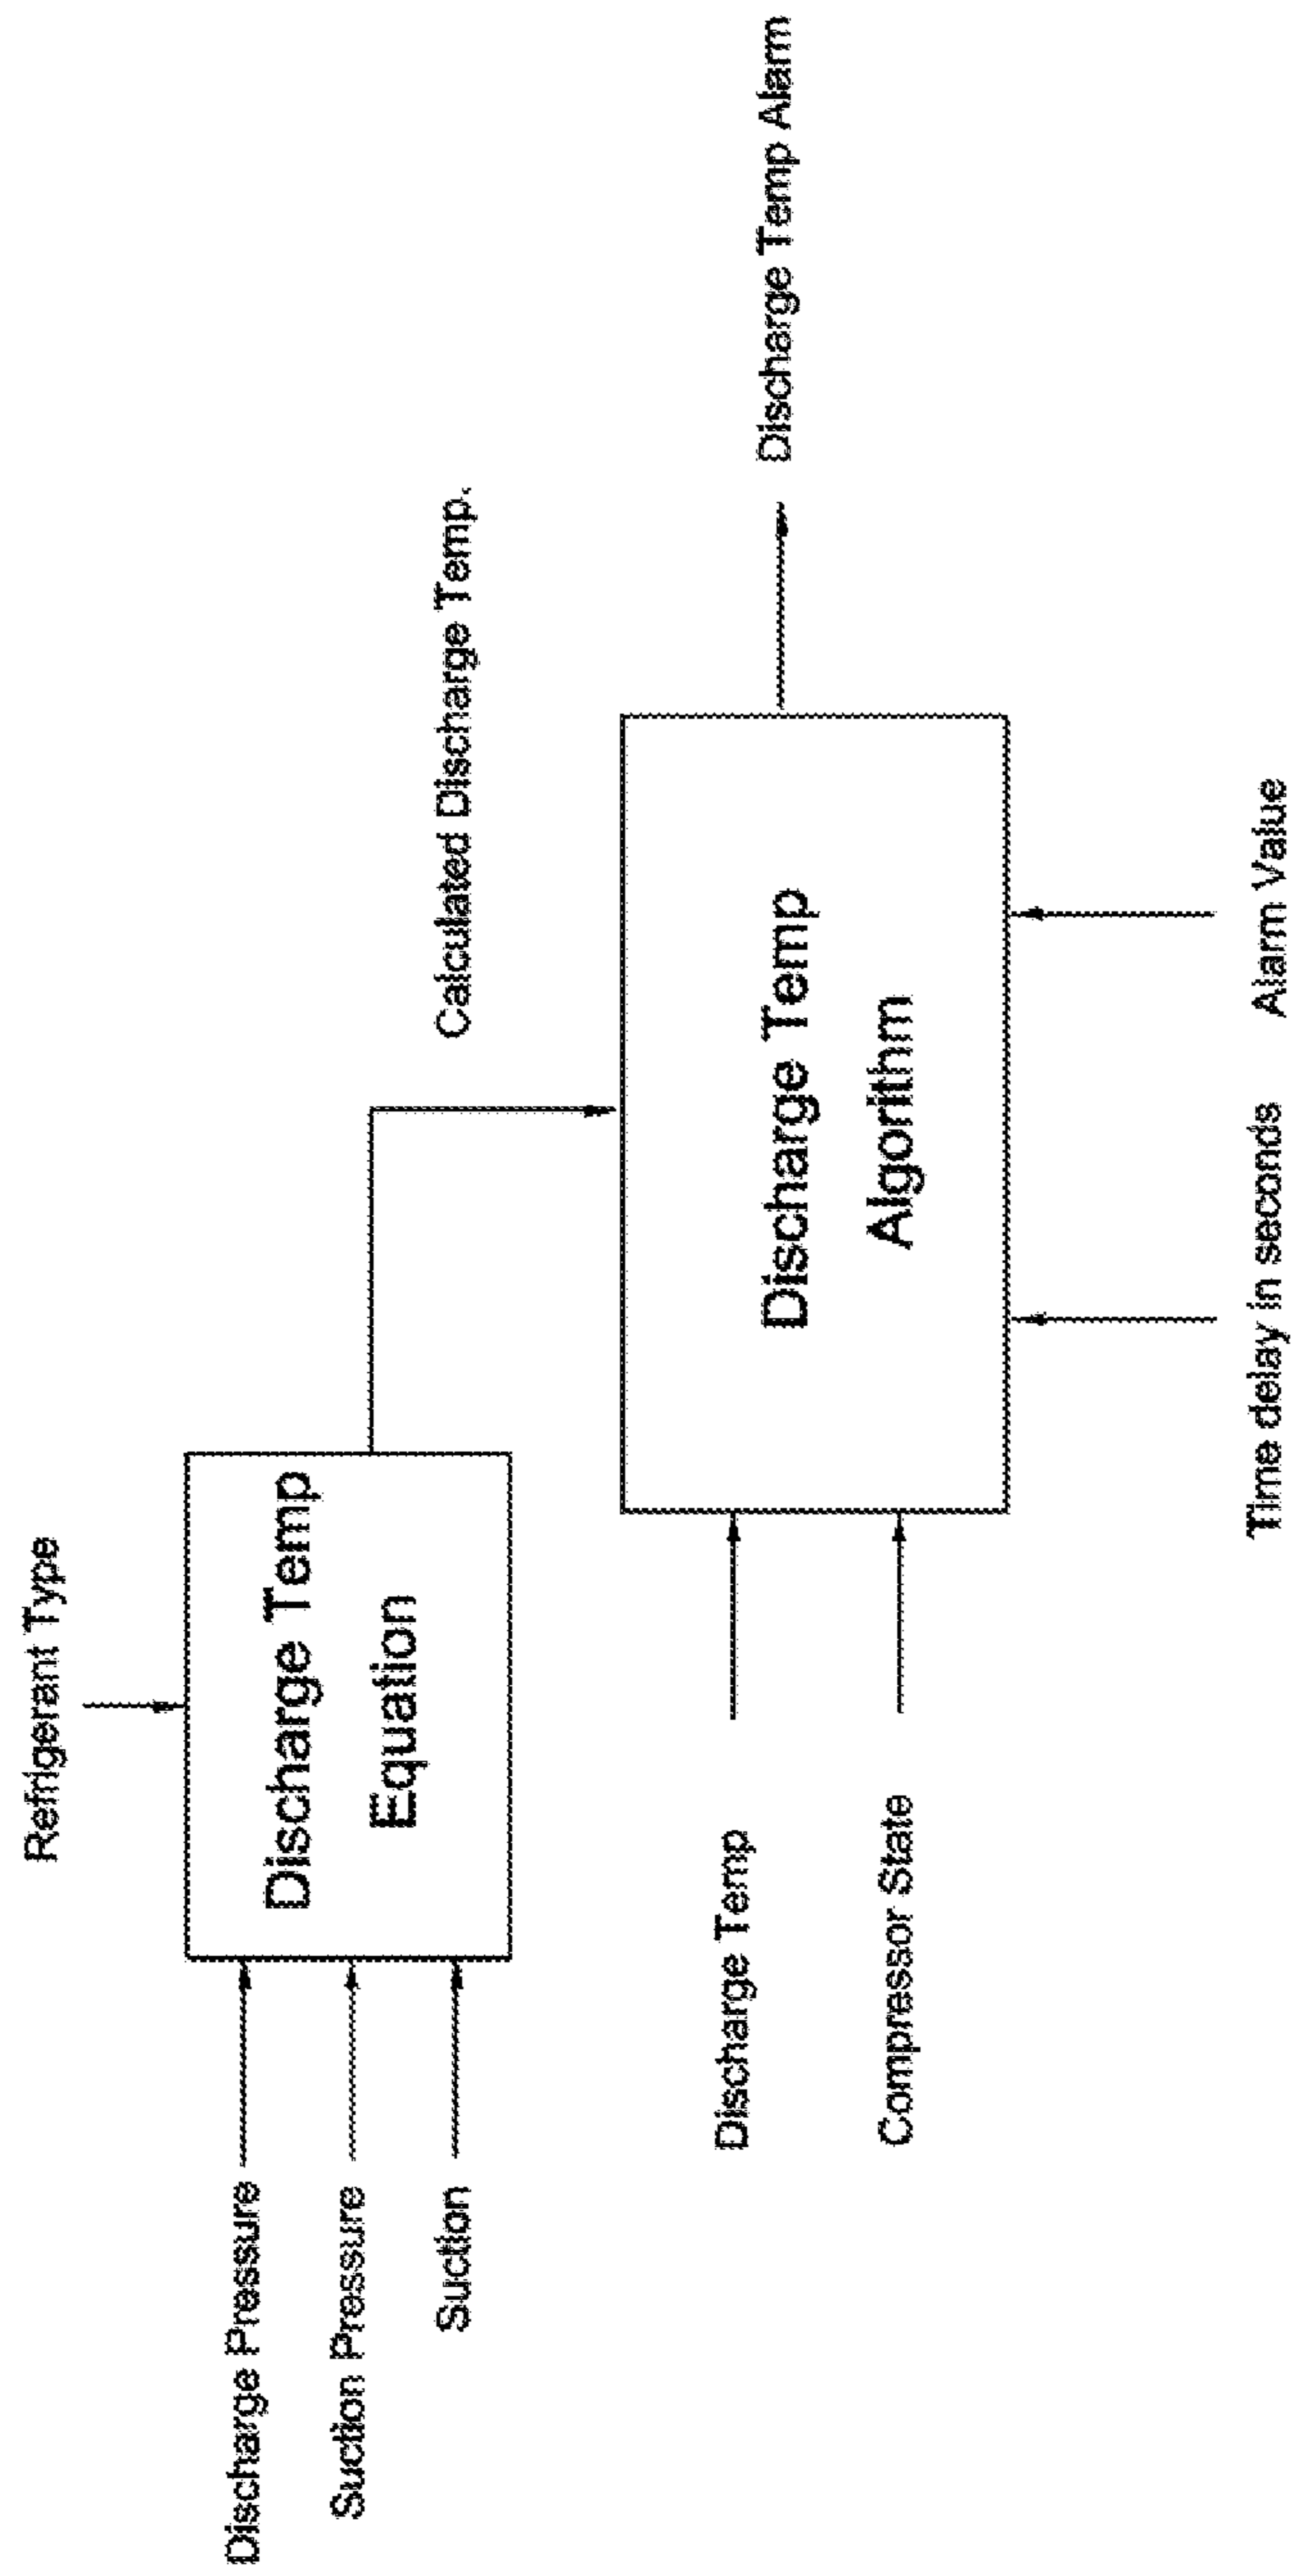 Refrigerant Type
Discharge Pressure
Suction Pressure
Suction
Discharge Temp
Equation
Calculated Discharge Temp.
Discharge Temp
Compressor State
Discharge Temp
Algorithm
Discharge Temp Alarm
Time delay in seconds
Alarm Value